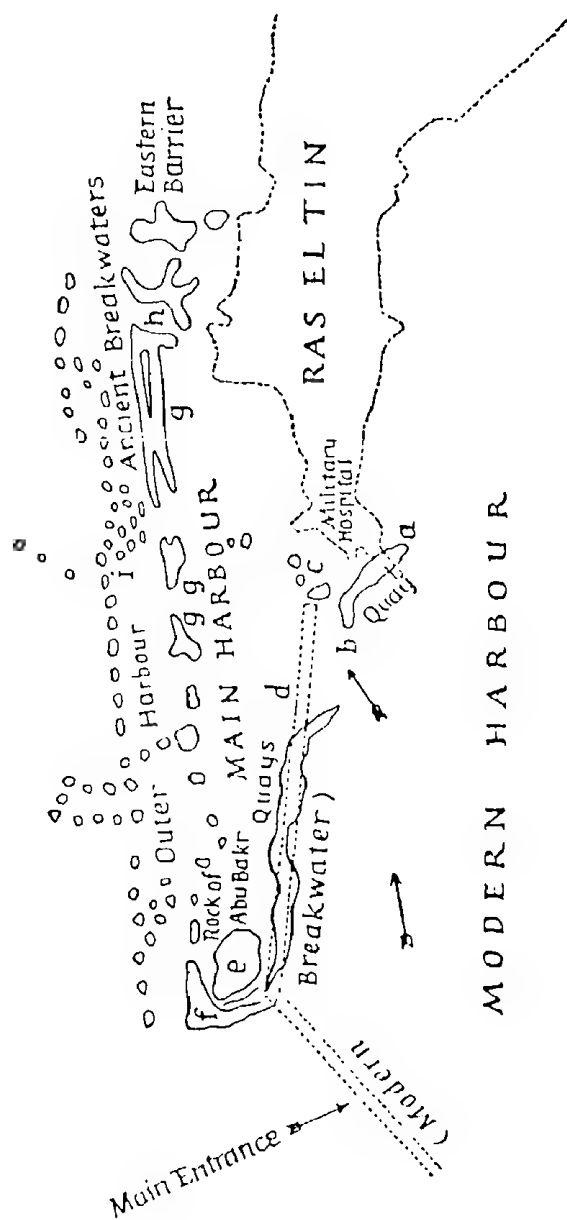 Eastern
Barrier
Ancient Breakwaters
h
g
RAS EL TIN
Outer Harbour
i
g g
MAIN HARBOUR
Military
Hospital
c
a
b
Quay
d
Quays
Rock of
Abu Bakr
e
f
(Modern Breakwater)
Main Entrance
MODERN HARBOUR